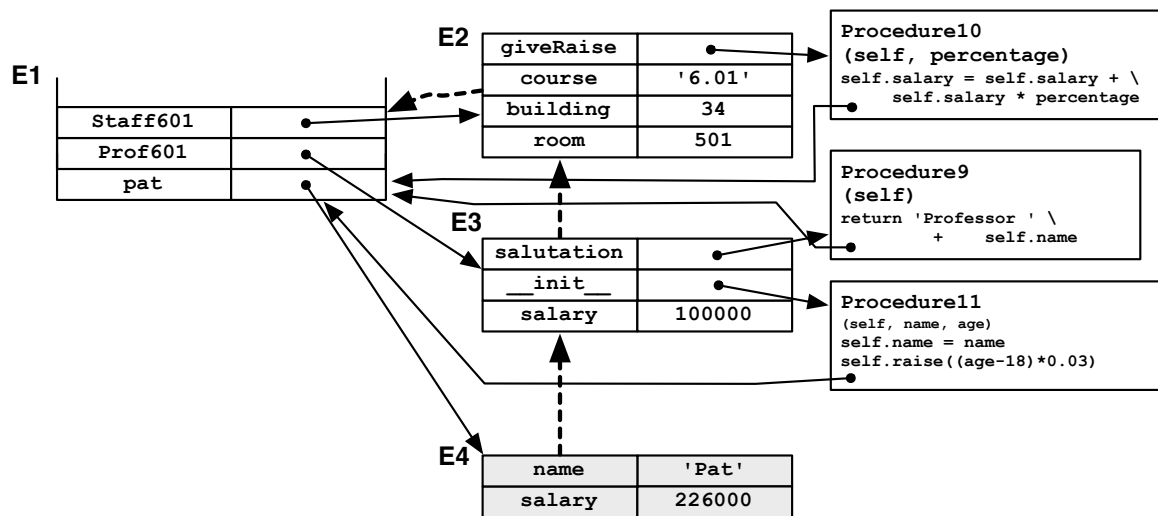 E1
Staff601
Prof601
pat
E2
giveRaise
course '6.01'
building 34
room 501
E3
salutation
__init__
salary 100000
E4
name 'Pat'
salary 226000
Procedure10
(self, percentage)
self.salary = self.salary + \
self.salary * percentage
Procedure9
(self)
return 'Professor ' \
+ self.name
Procedure11
(self, name, age)
self.name = name
self.raise((age-18)*0.03)